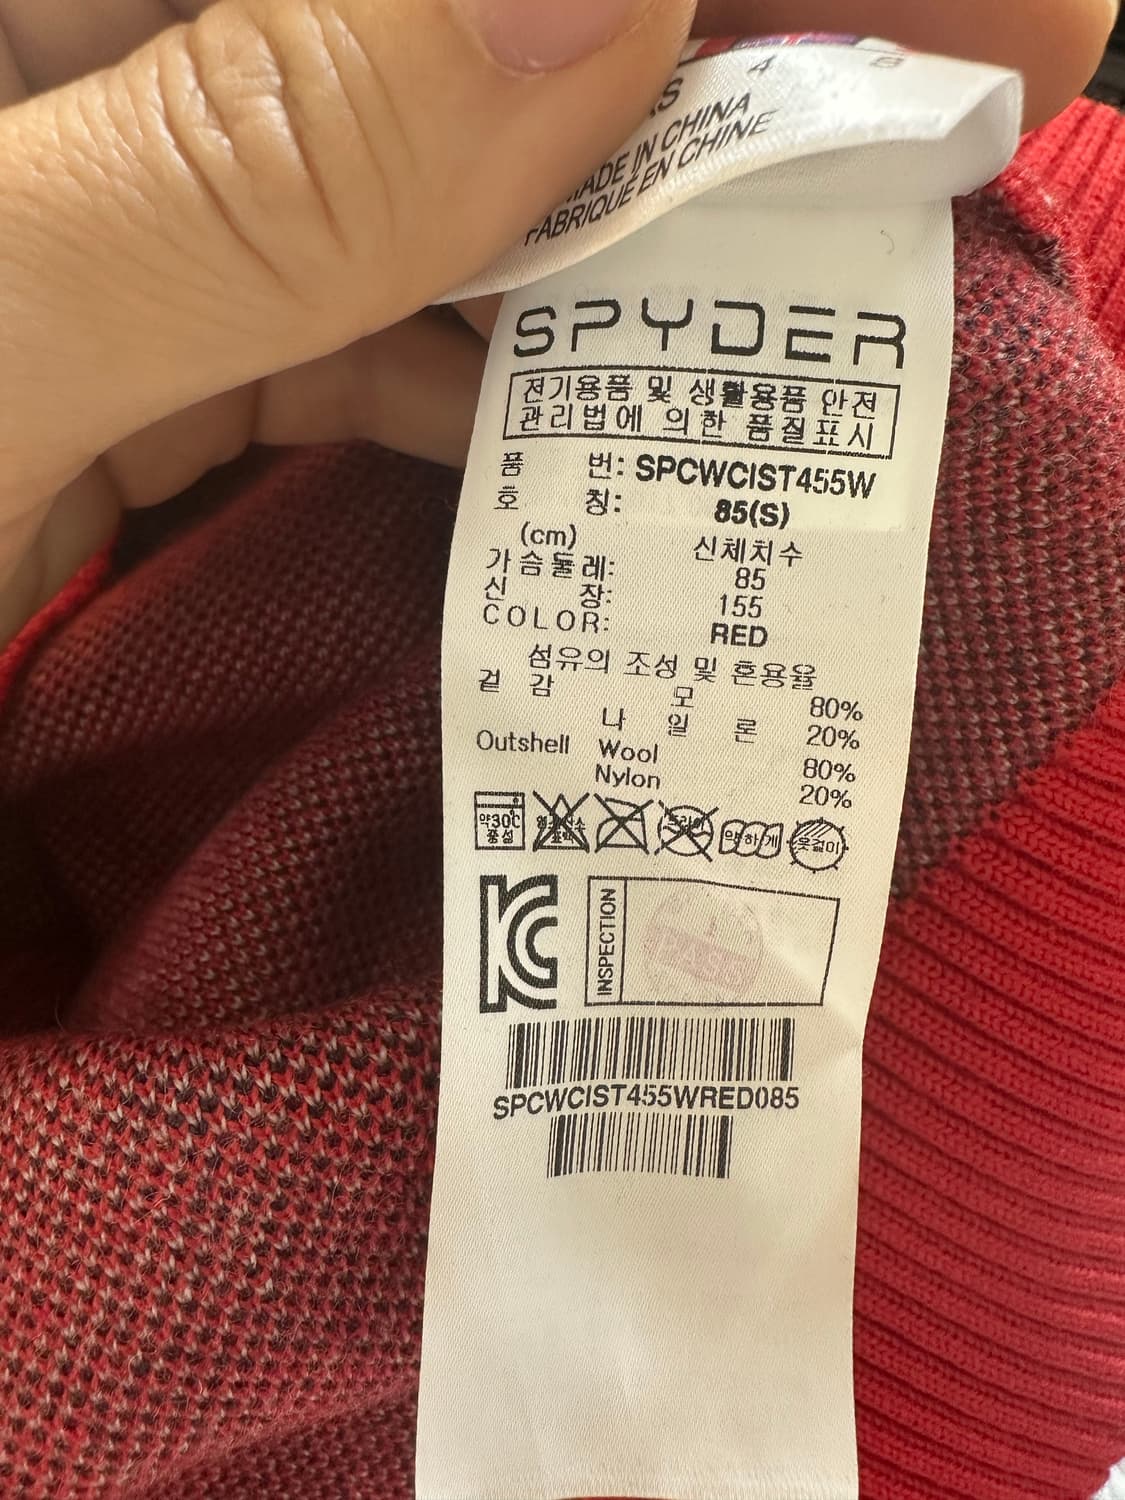 4
MADE IN CHINA
FABRIQUÉ EN CHINE
SPYDER
전기용품 및 생활용품 안전
관리법에 의한 품질표시
품 번: SPCWCIST455W
호 칭: 85(S)
(cm) 신체치수
가슴둘레: 85
신 장: 155
COLOR: RED
섬유의 조성 및 혼용율
겉 감 모 80%
나 일 론 20%
Outshell Wool 80%
Nylon 20%
약30℃ 중성 약하게 옷걸이
INSPECTION
SPCWCIST455WRED085